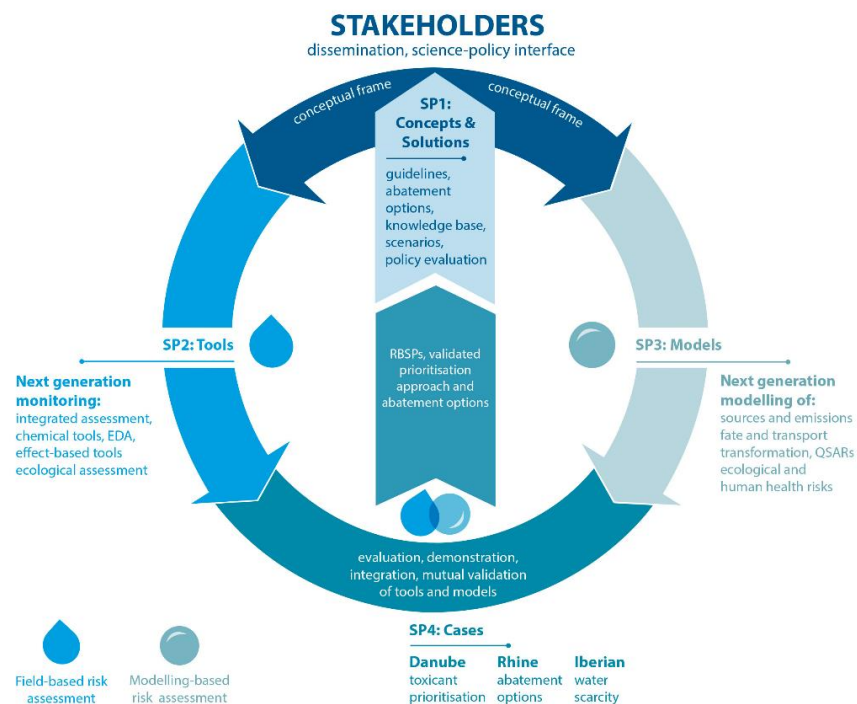 STAKEHOLDERS
dissemination, science-policy interface
conceptual frame
conceptual frame
SP1:
Concepts &
Solutions
guidelines,
abatement
options,
knowledge base,
scenarios,
policy evaluation
SP2: Tools
Next generation
monitoring:
integrated assessment,
chemical tools, EDA,
effect-based tools
ecological assessment
RBSPs, validated
prioritisation
approach and
abatement options
SP3: Models
Next generation
modelling of:
sources and emissions
fate and transport
transformation, QSARs
ecological and
human health risks
evaluation, demonstration,
integration, mutual validation
of tools and models
SP4: Cases
Danube
toxicant
prioritisation
Rhine
abatement
options
Iberian
water
scarcity
Field-based risk
assessment
Modelling-based
risk assessment